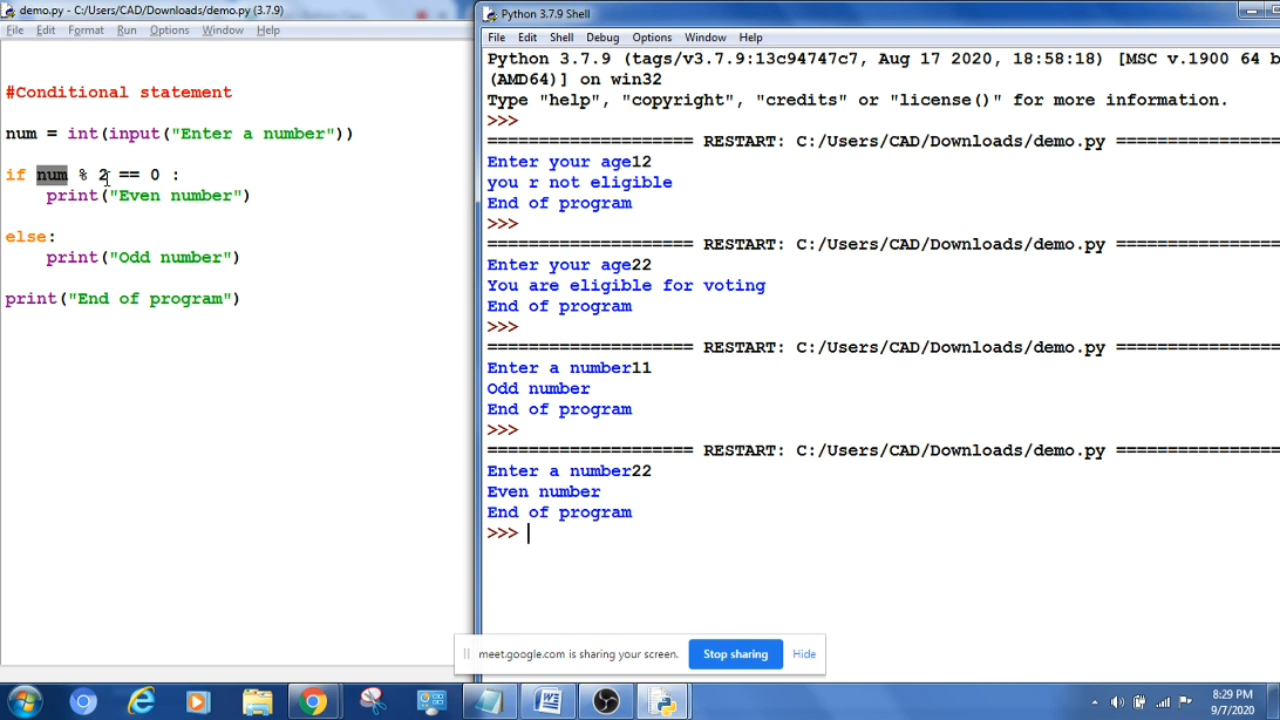 demo.py - C:/Users/CAD/Downloads/demo.py (3.7.9)
File Edit Format Run Options Window Help
#Conditional statement
num = int(input("Enter a number"))
if num % 2 == 0 :
    print("Even number")
else:
    print("Odd number")
print("End of program")
Python 3.7.9 Shell
File Edit Shell Debug Options Window Help
Python 3.7.9 (tags/v3.7.9:13c94747c7, Aug 17 2020, 18:58:18) [MSC v.1900 64 b
(AMD64)] on win32
Type "help", "copyright", "credits" or "license()" for more information.
>>>
==================== RESTART: C:/Users/CAD/Downloads/demo.py ================
Enter your age12
you r not eligible
End of program
>>>
==================== RESTART: C:/Users/CAD/Downloads/demo.py ================
Enter your age22
You are eligible for voting
End of program
>>>
==================== RESTART: C:/Users/CAD/Downloads/demo.py ================
Enter a number11
Odd number
End of program
>>>
==================== RESTART: C:/Users/CAD/Downloads/demo.py ================
Enter a number22
Even number
End of program
>>>
meet.google.com is sharing your screen. Stop sharing Hide
8:29 PM
9/7/2020